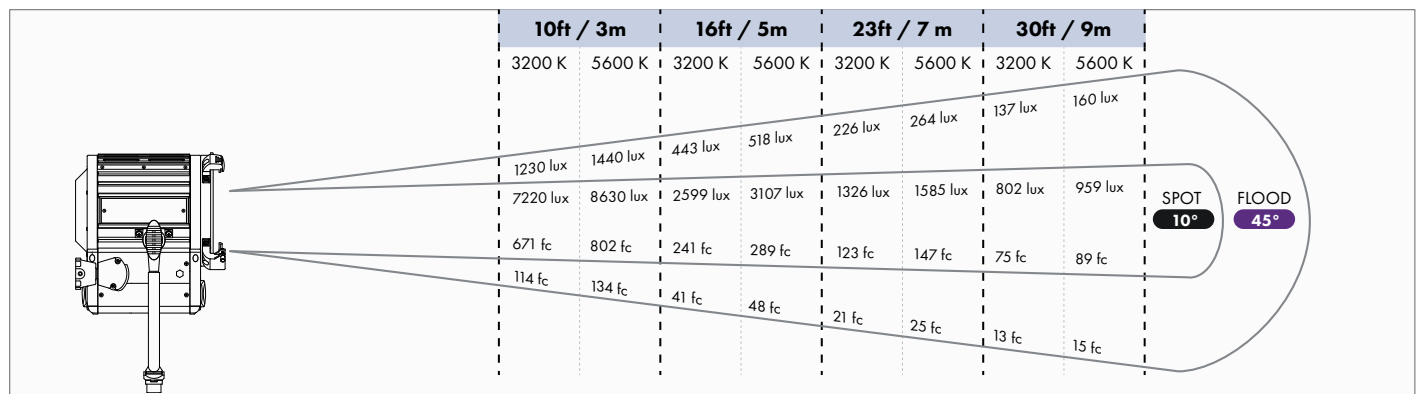 10ft / 3m 16ft / 5m 23ft / 7 m 30ft / 9m
3200 K 5600 K 3200 K 5600 K 3200 K 5600 K 3200 K 5600 K
1230 lux 1440 lux 443 lux 518 lux 226 lux 264 lux 137 lux 160 lux
7220 lux 8630 lux 2599 lux 3107 lux 1326 lux 1585 lux 802 lux 959 lux
SPOT FLOOD
10° 45°
671 fc 802 fc 241 fc 289 fc 123 fc 147 fc 75 fc 89 fc
114 fc 134 fc 41 fc 48 fc 21 fc 25 fc 13 fc 15 fc